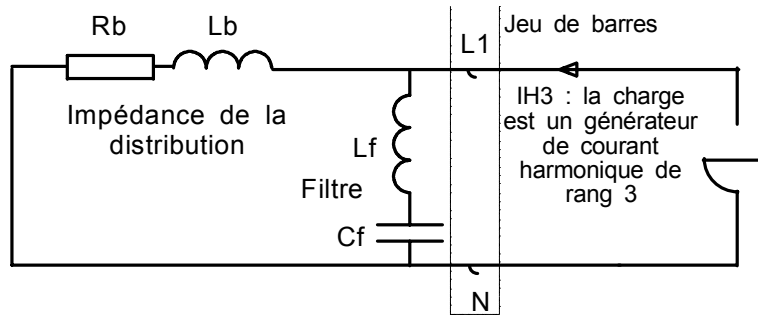 Rb
Lb
L1
Jeu de barres
Impédance de la
distribution
Lf
Filtre
Cf
IH3 : la charge
est un générateur
de courant
harmonique de
rang 3
N